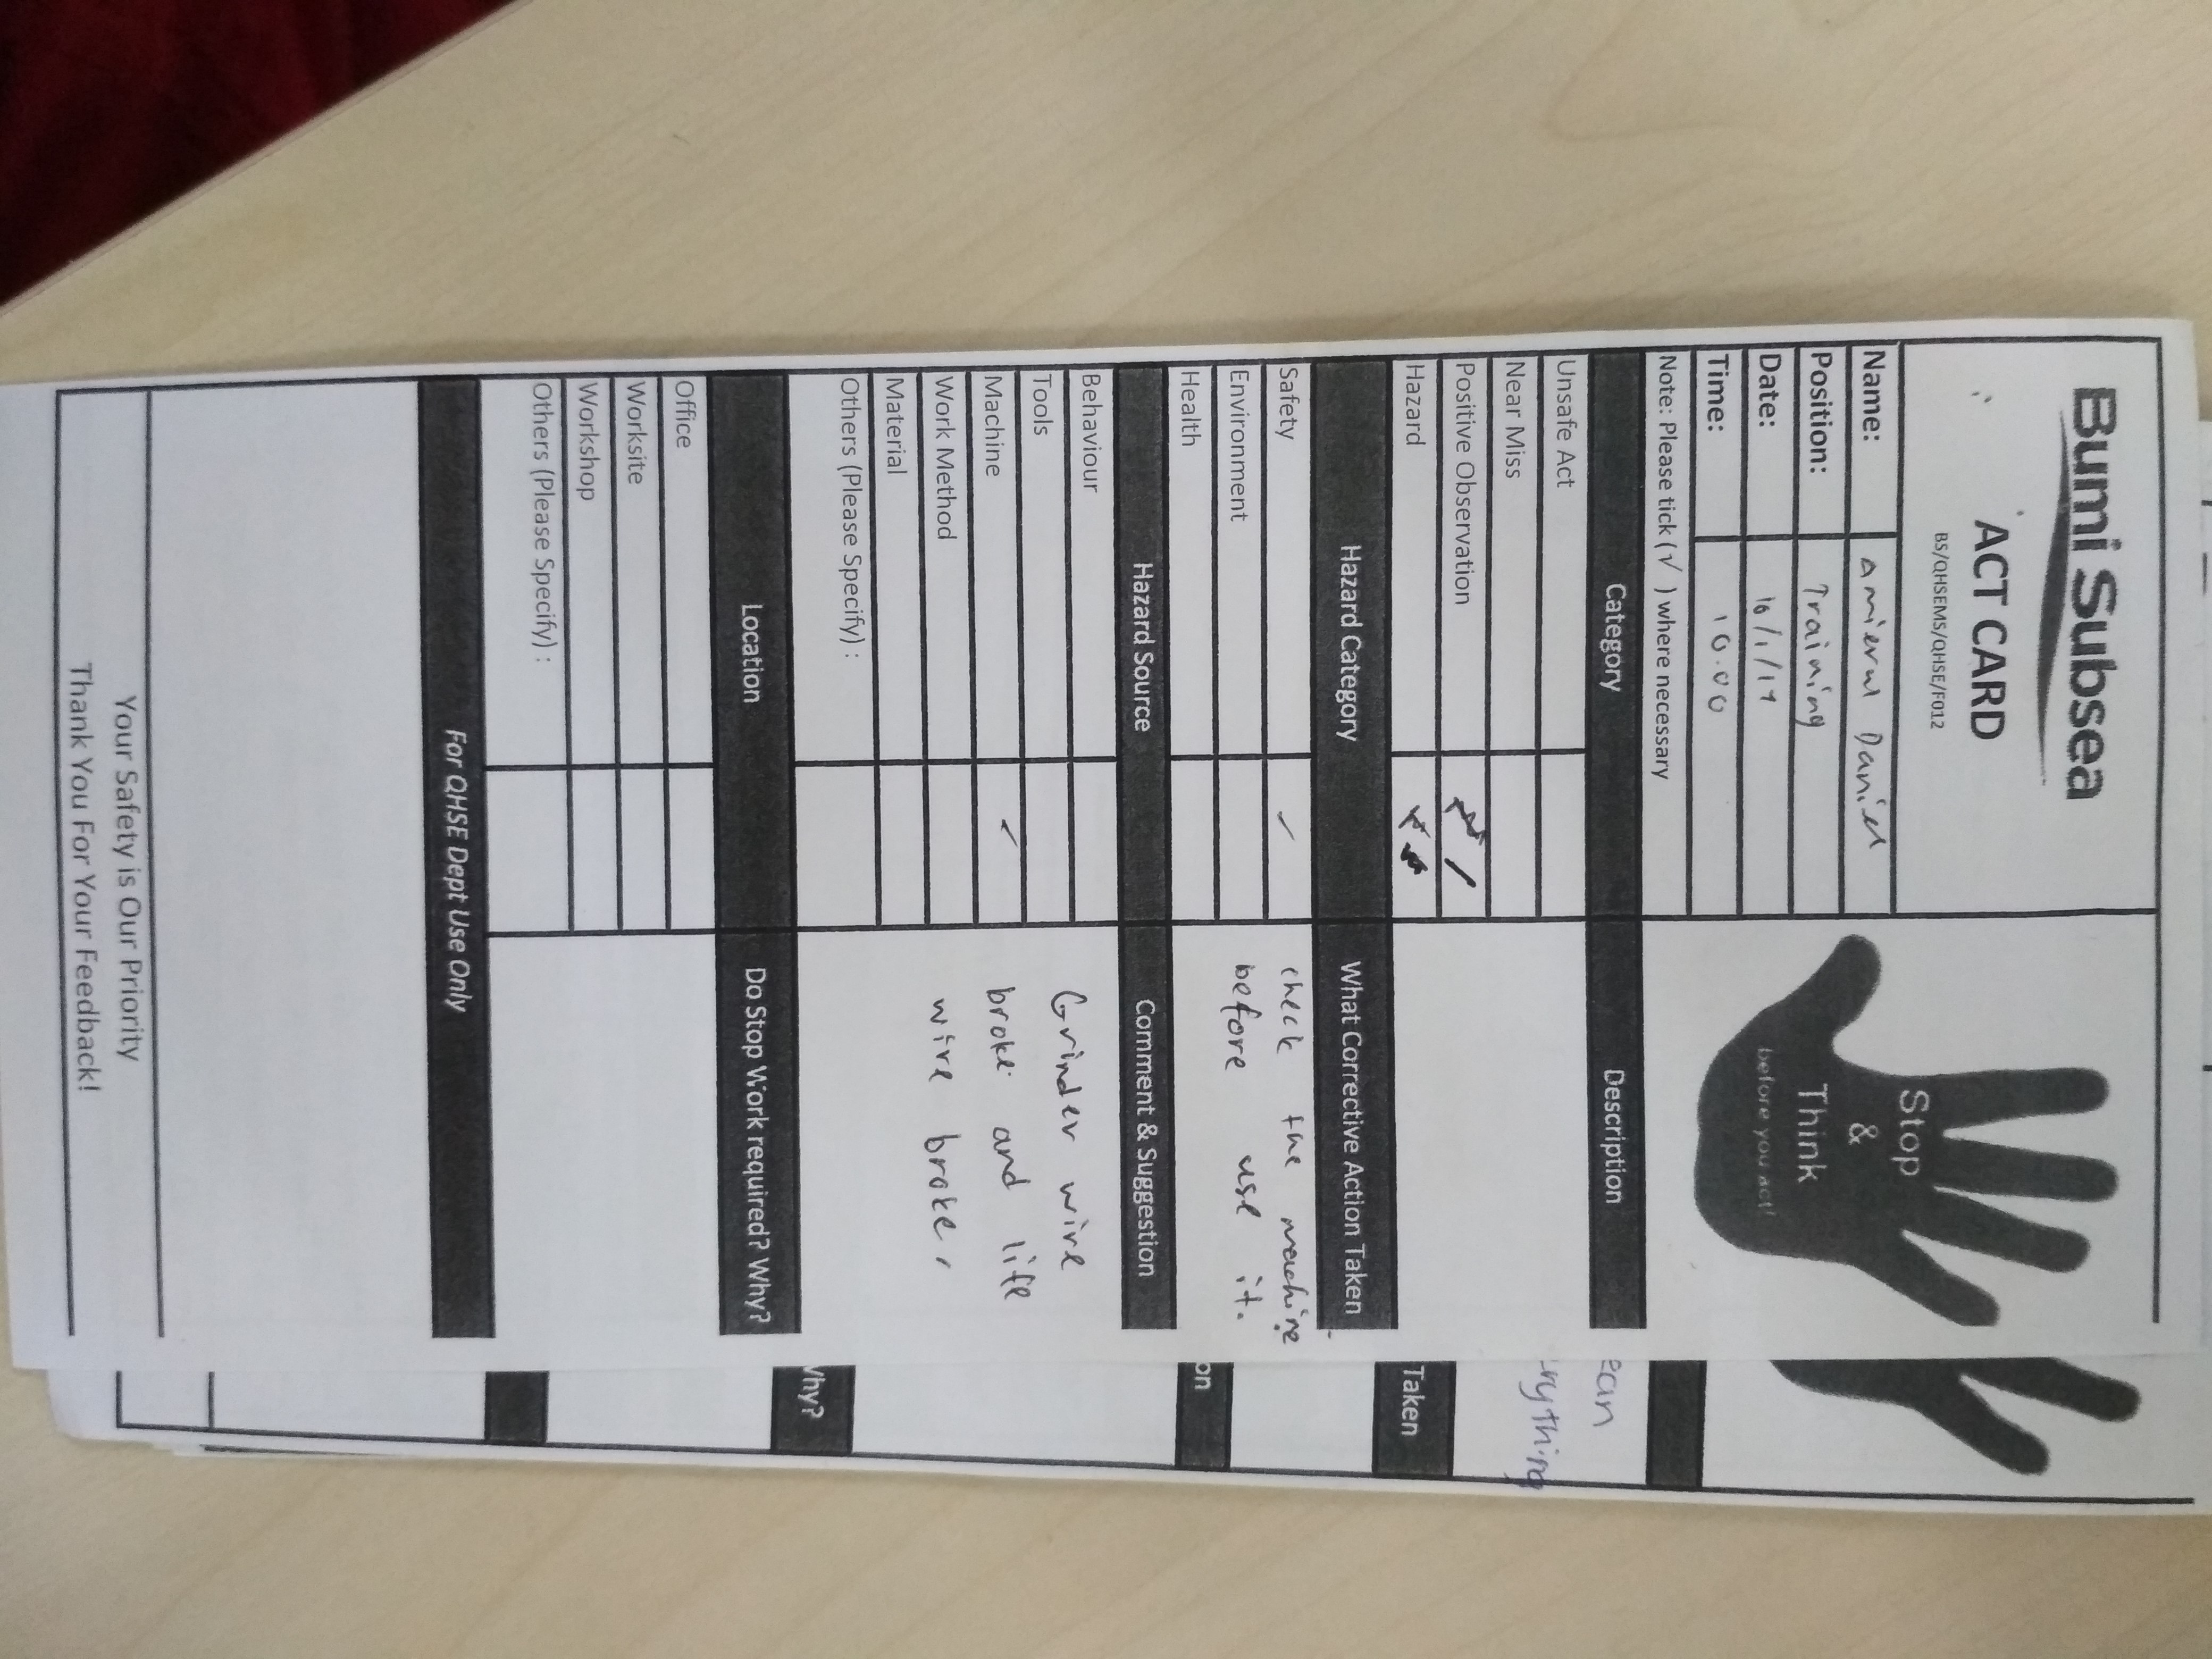 Bumi Subsea
ACT CARD
BS/QHSEMS/QHSE/F012
Stop
&
Think
before you act!
Name: Amierul Daniel
Position: Training
Date: 16/1/19
Time: 10.00
Note: Please tick (√ ) where necessary
Category Description
Unsafe Act
Near Miss
Positive Observation /
Hazard
Hazard Category What Corrective Action Taken
Safety ✓ check the machine
Environment before use it.
Health
Hazard Source Comment & Suggestion
Behaviour Grinder wire
Tools
Machine ✓ broke and life
Work Method wire broke,
Material
Others (Please Specify) :
Location Do Stop Work required? Why?
Office
Worksite
Workshop
Others (Please Specify) :
For QHSE Dept Use Only
Your Safety is Our Priority
Thank You For Your Feedback!
ean
rything
Taken
on
Why?